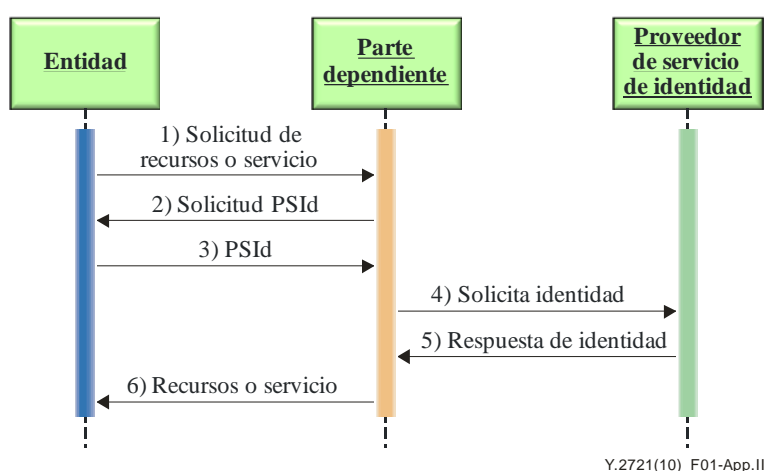 Entidad
Parte
dependiente
Proveedor
de servicio
de identidad
1) Solicitud de
recursos o servicio
2) Solicitud PSId
3) PSId
4) Solicita identidad
5) Respuesta de identidad
6) Recursos o servicio
Y.2721(10)_F01-App.II